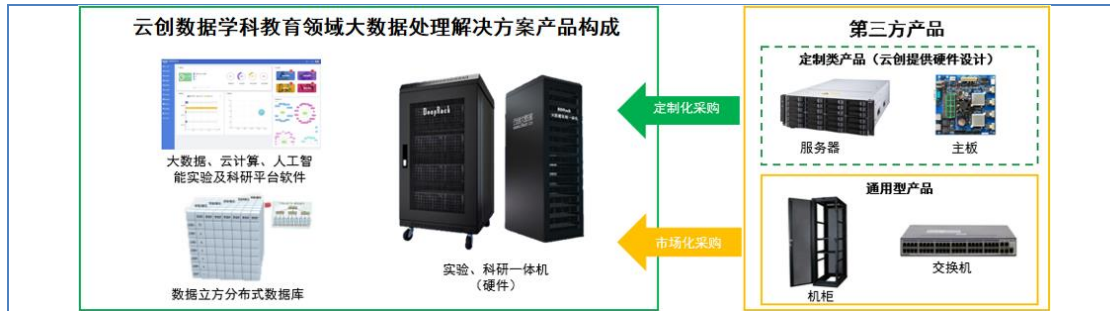 云创数据学科教育领域大数据处理解决方案产品构成
大数据、云计算、人工智
能实验及科研平台软件
数据立方分布式数据库
DeepRack
实验、科研一体机
（硬件）
定制化采购
市场化采购
第三方产品
定制类产品（云创提供硬件设计）
服务器
主板
通用型产品
机柜
交换机